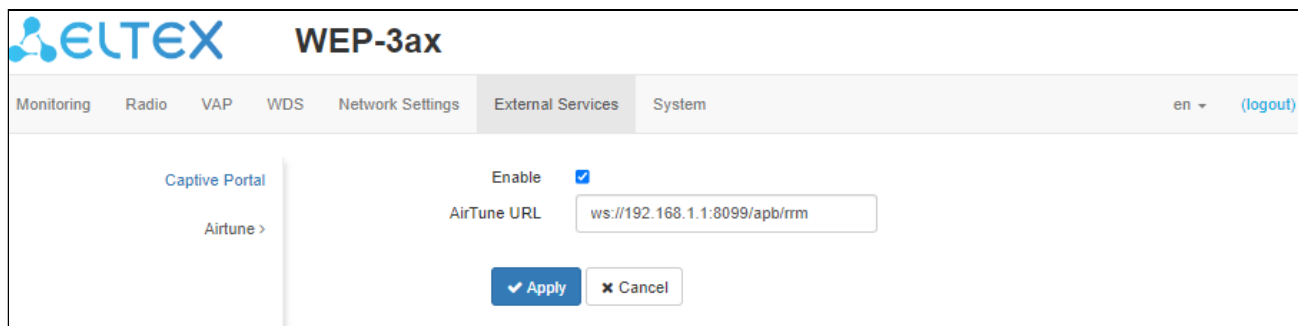 ELTEX WEP-3ax
Monitoring Radio VAP WDS Network Settings External Services System en (logout)
Captive Portal
Airtune >
Enable
AirTune URL ws://192.168.1.1:8099/apb/rrm
Apply Cancel